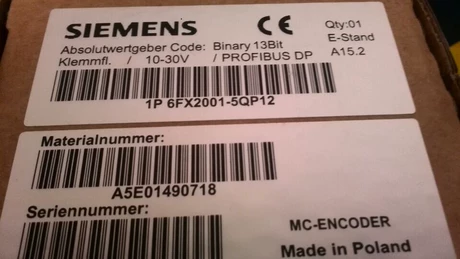 SIEMENS CE Qty:01
Absolutwertgeber Code: Binary 13Bit E-Stand
Klemmfl. / 10-30V / PROFIBUS DP A15.2
1P 6FX2001-5QP12
Materialnummer:
A5E01490718
Seriennummer:
MC-ENCODER
Made in Poland